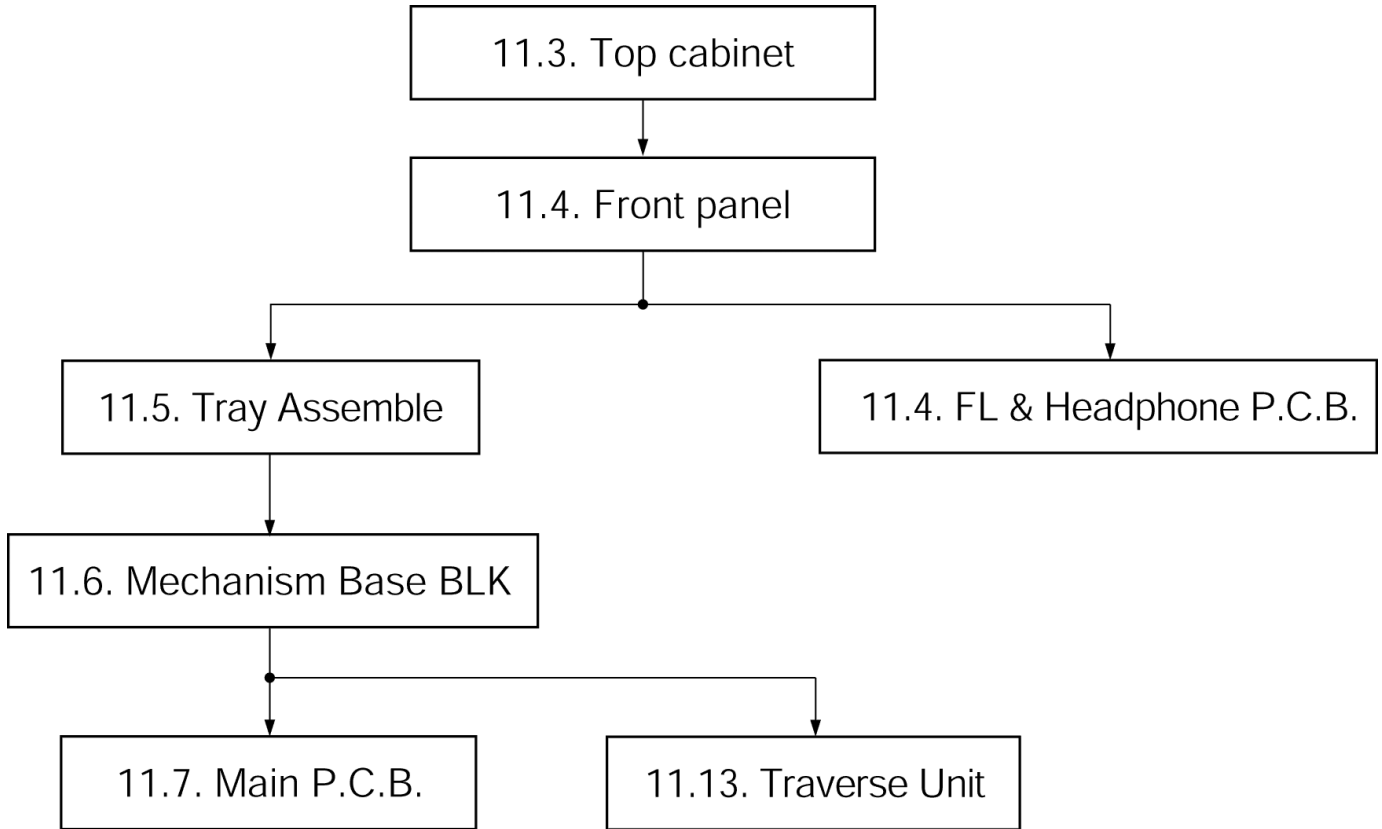 11.3. Top cabinet
11.4. Front panel
11.5. Tray Assemble
11.4. FL & Headphone P.C.B.
11.6. Mechanism Base BLK
11.7. Main P.C.B.
11.13. Traverse Unit